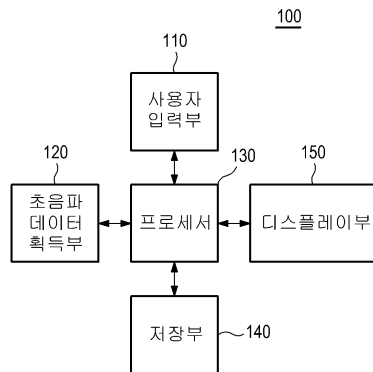 100
110
사용자
입력부
120
초음파
데이터
획득부
130
프로세서
150
디스플레이부
저장부
140